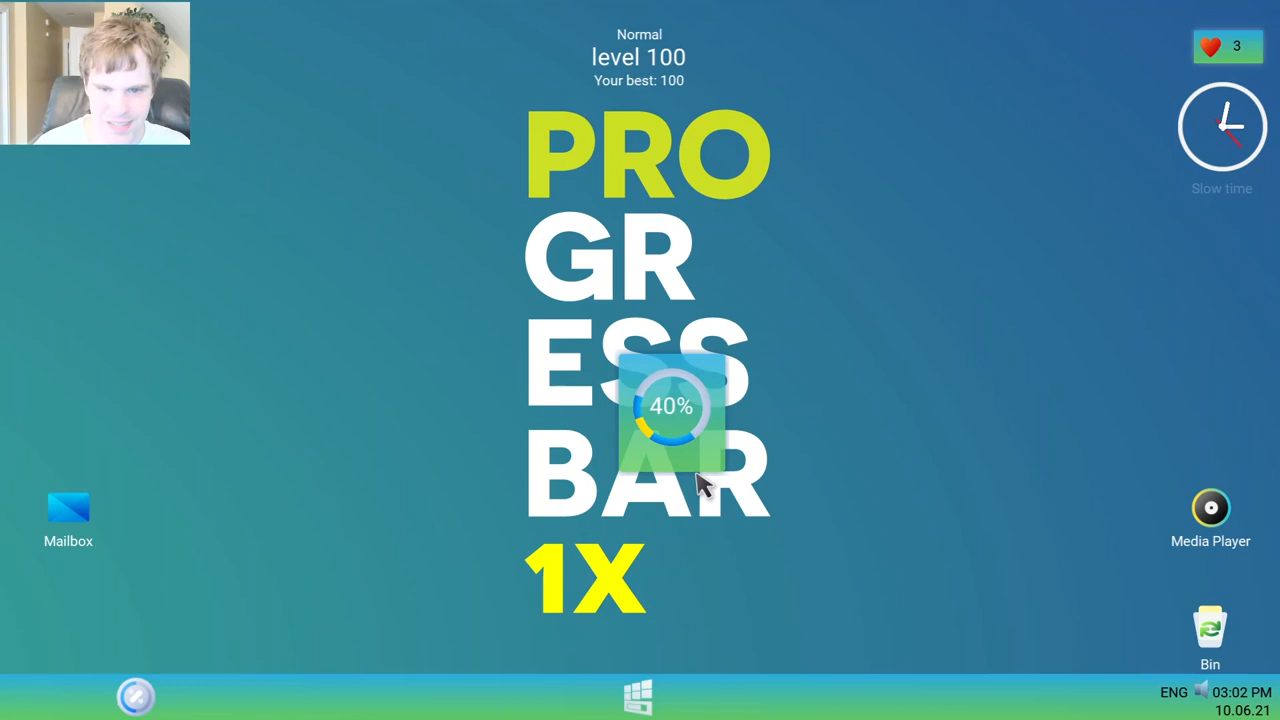 Normal
level 100
Your best: 100
3
Slow time
PRO
GR
ESS
BAR
1X
40%
Mailbox
Media Player
Bin
ENG 03:02 PM
10.06.21